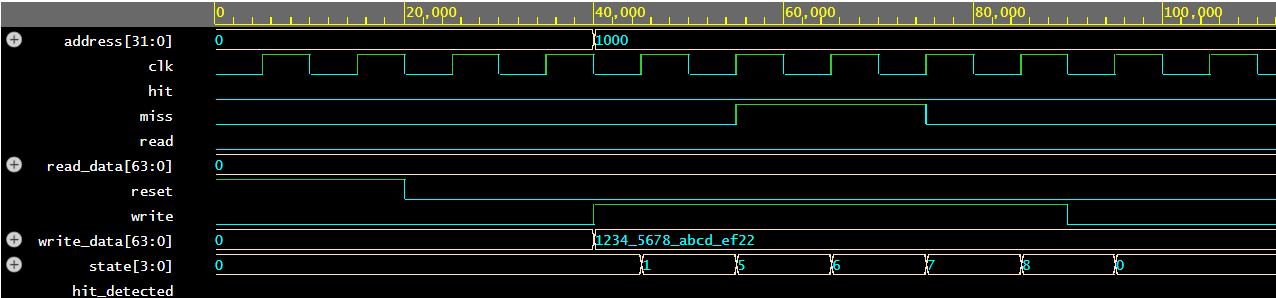 0 20,000 40,000 60,000 80,000 100,000
address[31:0] 0 1000
clk
hit
miss
read
read_data[63:0] 0
reset
write
write_data[63:0] 0 1234_5678_abcd_ef22
state[3:0] 0 1 5 6 7 8 0
hit_detected